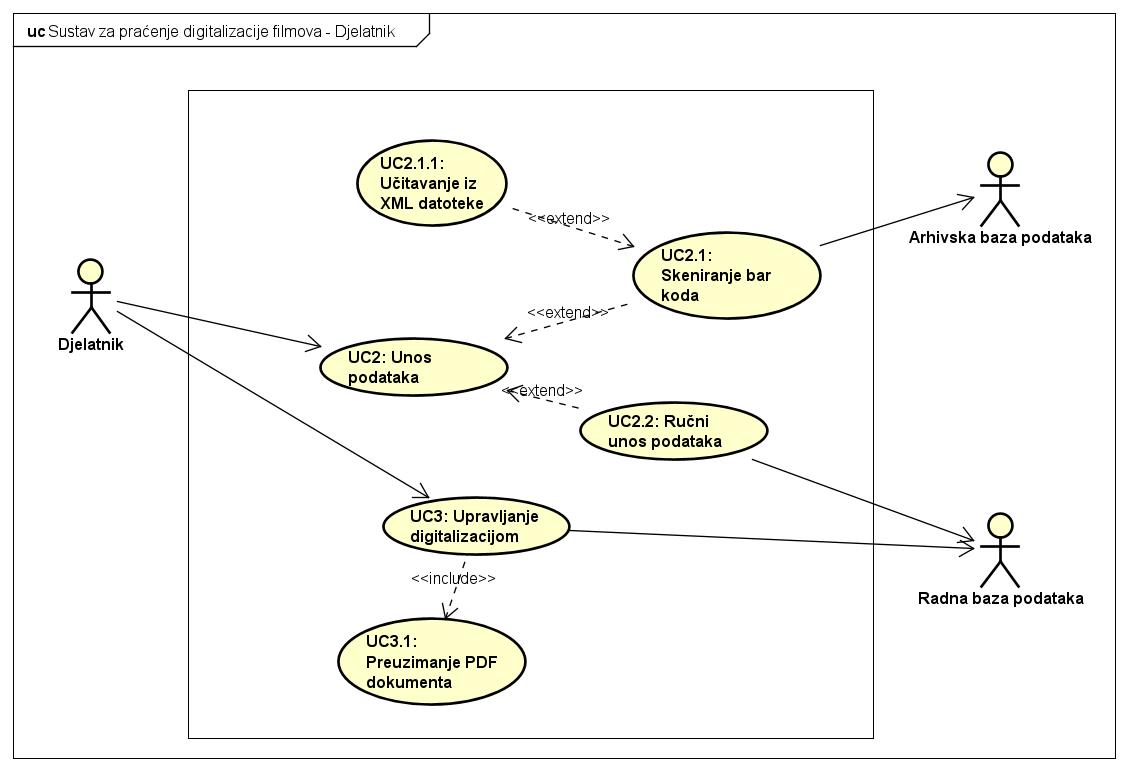 uc Sustav za praćenje digitalizacije filmova - Djelatnik
UC2.1.1:
Učitavanje iz
XML datoteke
<<extend>>
UC2.1:
Skeniranje bar
koda
Arhivska baza podataka
<<extend>>
Djelatnik
UC2: Unos
podataka
<<extend>>
UC2.2: Ručni
unos podataka
UC3: Upravljanje
digitalizacijom
<<include>>
Radna baza podataka
UC3.1:
Preuzimanje PDF
dokumenta